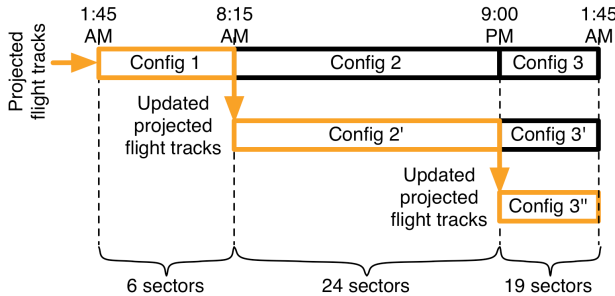 1:45
AM
8:15
AM
9:00
PM
1:45
AM
Projected
flight tracks
Config 1
Config 2
Config 3
Updated
projected
flight tracks
Config 2'
Config 3'
Updated
projected
flight tracks
Config 3"
6 sectors
24 sectors
19 sectors